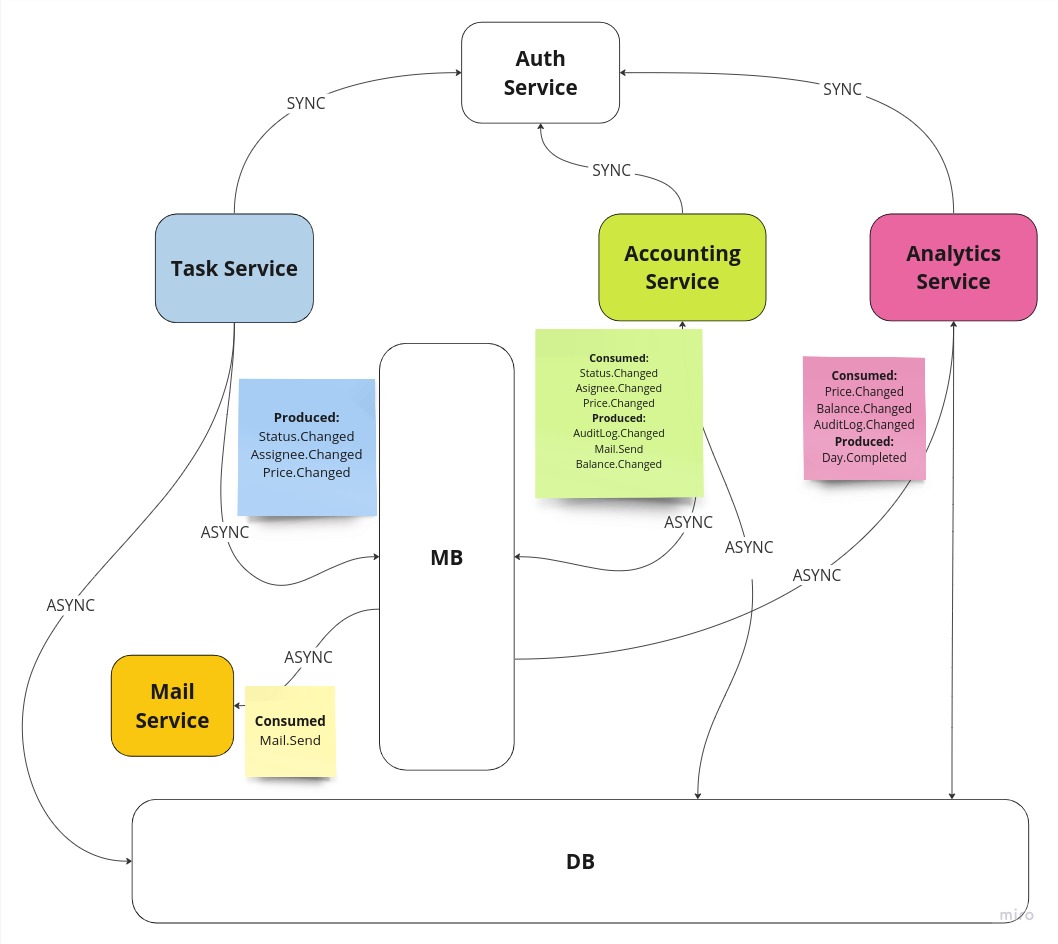 Auth
Service
SYNC
SYNC
SYNC
Task Service
Accounting
Service
Analytics
Service
Produced:
Status.Changed
Assignee.Changed
Price.Changed
Consumed:
Status.Changed
Asignee.Changed
Price.Changed
Produced:
AuditLog.Changed
Mail.Send
Balance.Changed
Consumed:
Price.Changed
Balance.Changed
AuditLog.Changed
Produced:
Day.Completed
ASYNC
MB
ASYNC
ASYNC
ASYNC
ASYNC
ASYNC
Mail
Service
Consumed
Mail.Send
DB
miro